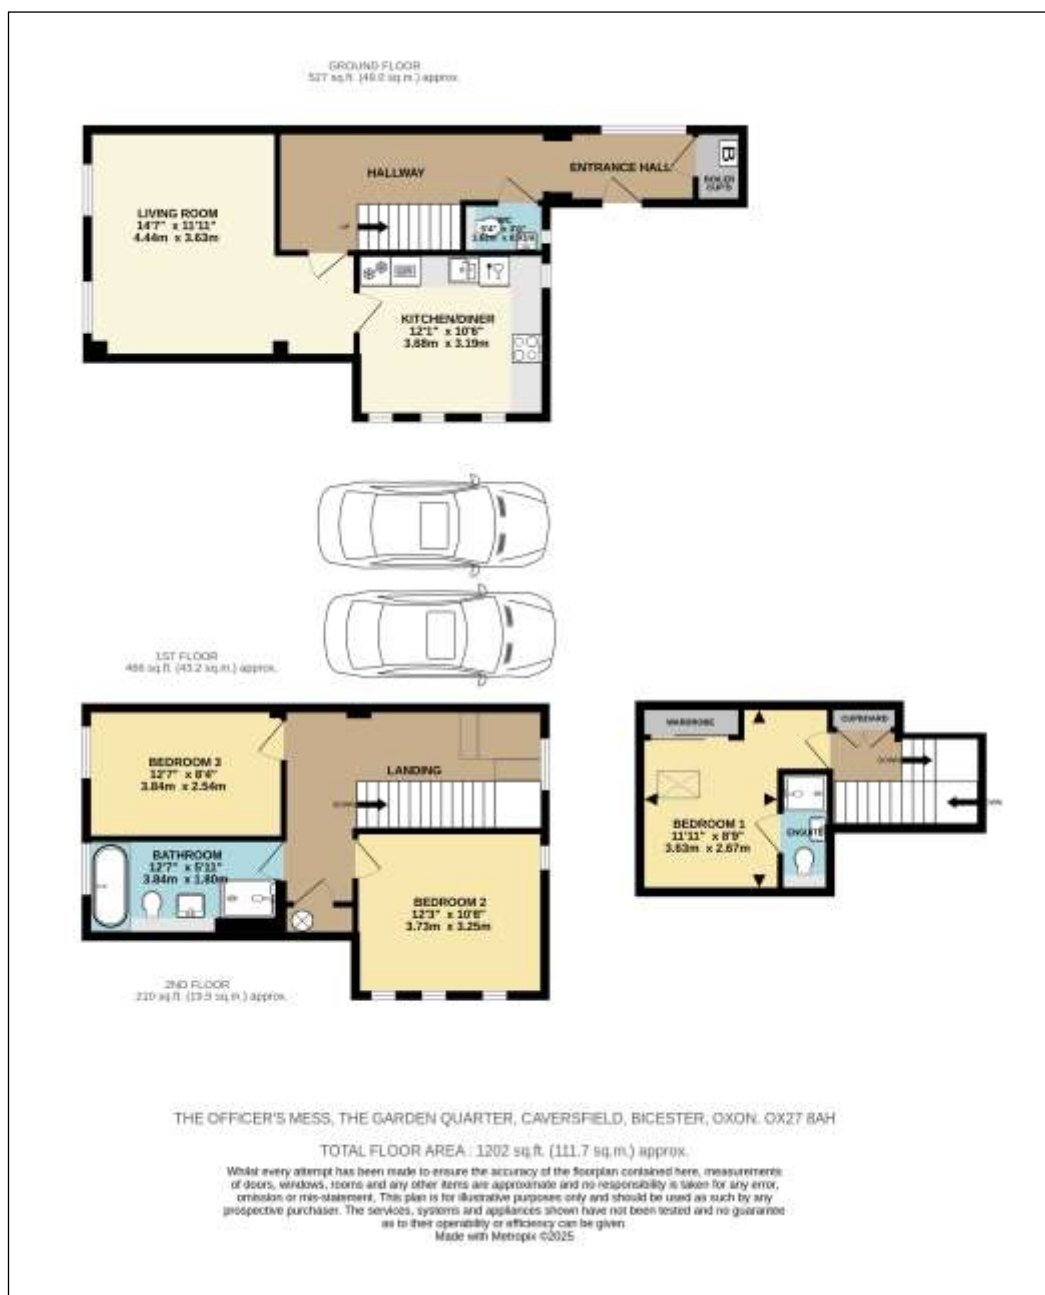 GROUND FLOOR
527 sq.ft. (49.0 sq.m.) approx.
HALLWAY
ENTRANCE HALL
B
BOILER
CUP'D
LIVING ROOM
14'7" x 11'11"
4.44m x 3.63m
UP
WC
KITCHEN/DINER
12'1" x 10'6"
3.68m x 3.19m
1ST FLOOR
466 sq.ft. (43.2 sq.m.) approx.
BEDROOM 3
12'7" x 8'4"
3.84m x 2.54m
LANDING
DOWN
BATHROOM
12'7" x 5'11"
3.84m x 1.80m
BEDROOM 2
12'3" x 10'8"
3.73m x 3.25m
WARDROBE
CUPBOARD
DOWN
BEDROOM 1
11'11" x 8'9"
3.63m x 2.67m
ENSUITE
2ND FLOOR
210 sq.ft. (19.5 sq.m.) approx.
THE OFFICER'S MESS, THE GARDEN QUARTER, CAVERSFIELD, BICESTER, OXON. OX27 8AH
TOTAL FLOOR AREA : 1202 sq.ft. (111.7 sq.m.) approx.
Whilst every attempt has been made to ensure the accuracy of the floorplan contained here, measurements
of doors, windows, rooms and any other items are approximate and no responsibility is taken for any error,
omission or mis-statement. This plan is for illustrative purposes only and should be used as such by any
prospective purchaser. The services, systems and appliances shown have not been tested and no guarantee
as to their operability or efficiency can be given.
Made with Metropix ©2025